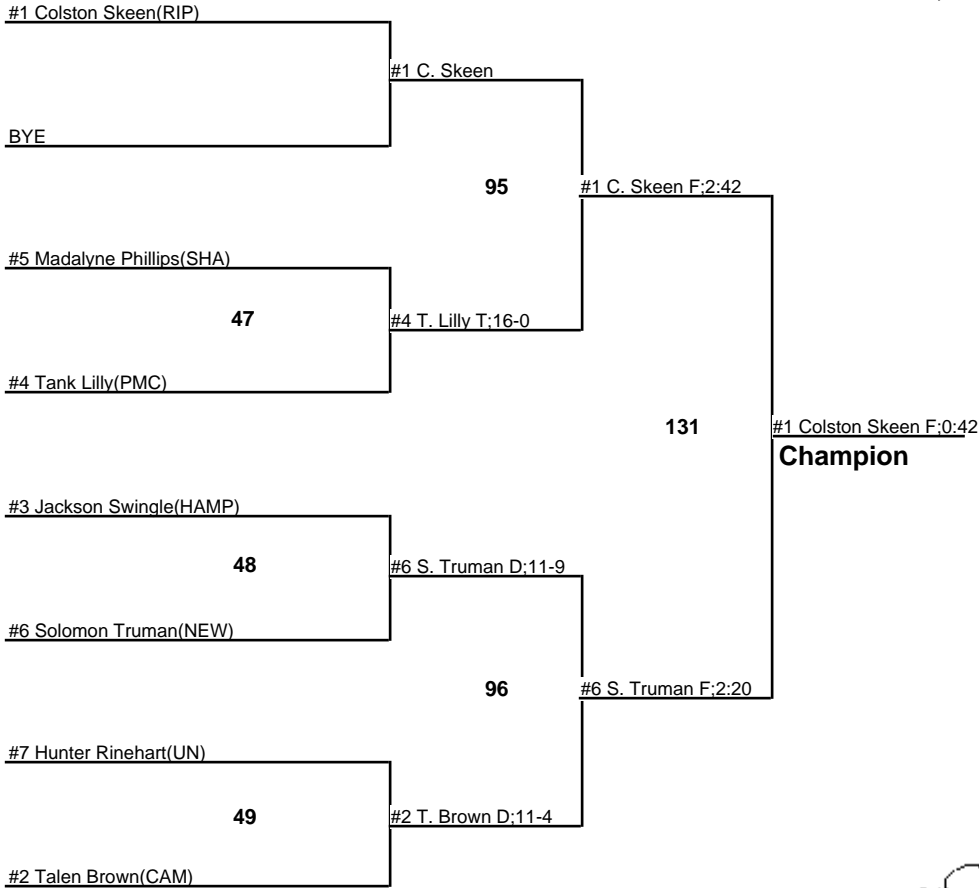 #1 Colston Skeen(RIP)
#1 C. Skeen
BYE
95
#1 C. Skeen F;2:42
#5 Madalyne Phillips(SHA)
47
#4 T. Lilly T;16-0
#4 Tank Lilly(PMC)
131
#1 Colston Skeen F;0:42
Champion
#3 Jackson Swingle(HAMP)
48
#6 S. Truman D;11-9
#6 Solomon Truman(NEW)
96
#6 S. Truman F;2:20
#7 Hunter Rinehart(UN)
49
#2 T. Brown D;11-4
#2 Talen Brown(CAM)